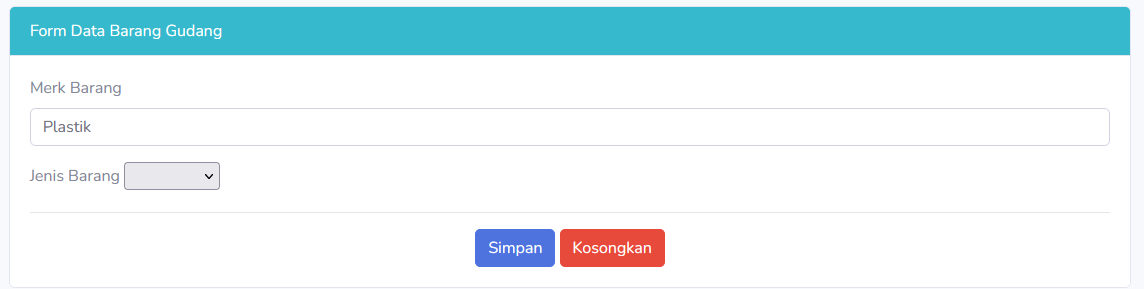 Form Data Barang Gudang
Merk Barang
Plastik
Jenis Barang
Simpan Kosongkan